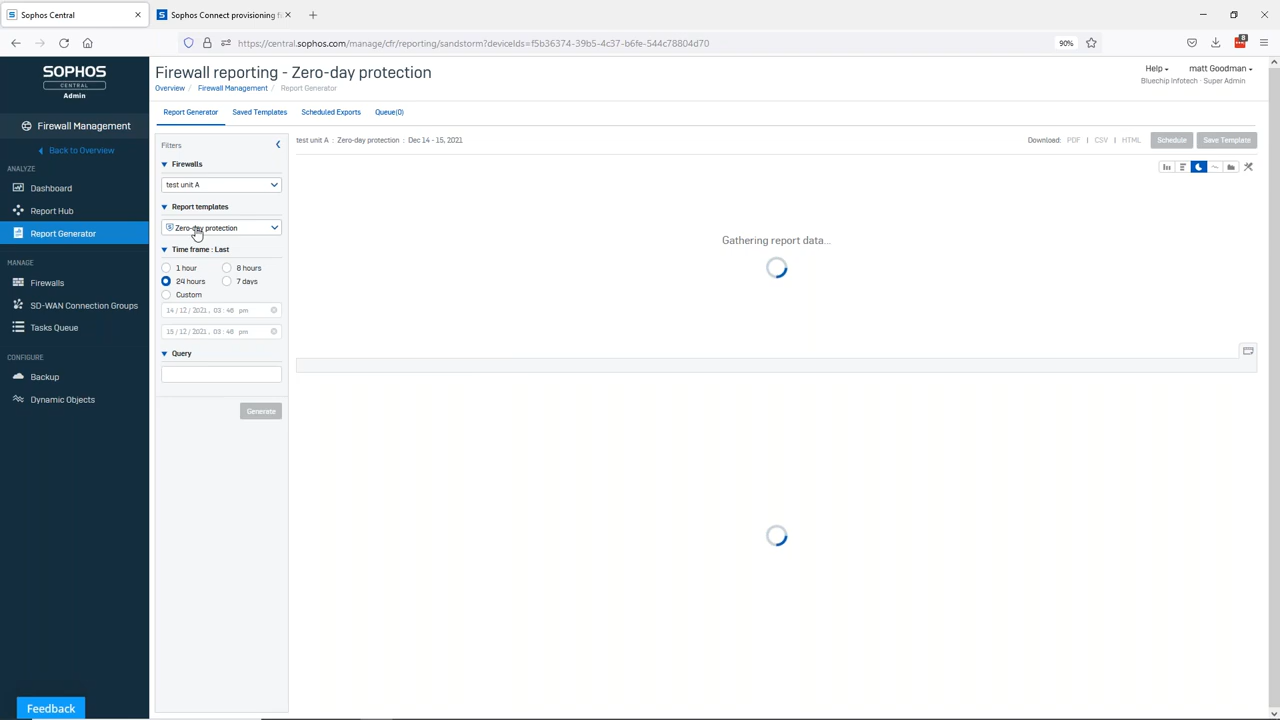 Sophos Central
Sophos Connect provisioning f
https://central.sophos.com/manage/cfr/reporting/sandstorm?deviceIds=
-39b5-4c37-b6fe-544c78804d70
90%
8
SOPHOS
CENTRAL
Admin
Firewall Management
Back to Overview
ANALYZE
Dashboard
Report Hub
Report Generator
MANAGE
Firewalls
SD-WAN Connection Groups
Tasks Queue
CONFIGURE
Backup
Dynamic Objects
Feedback
Firewall reporting - Zero-day protection
Overview / Firewall Management / Report Generator
Help
matt Goodman
Bluechip Infotech · Super Admin
Report Generator
Saved Templates
Scheduled Exports
Queue(0)
Filters
Firewalls
test unit A
Report templates
Zero-day protection
Time frame : Last
1 hour
8 hours
24 hours
7 days
Custom
14 / 12 / 2021 , 03 : 46 pm
15 / 12 / 2021 , 03 : 46 pm
Query
Generate
test unit A : Zero-day protection : Dec 14 - 15, 2021
Download: PDF | CSV | HTML
Schedule
Save Template
Gathering report data...